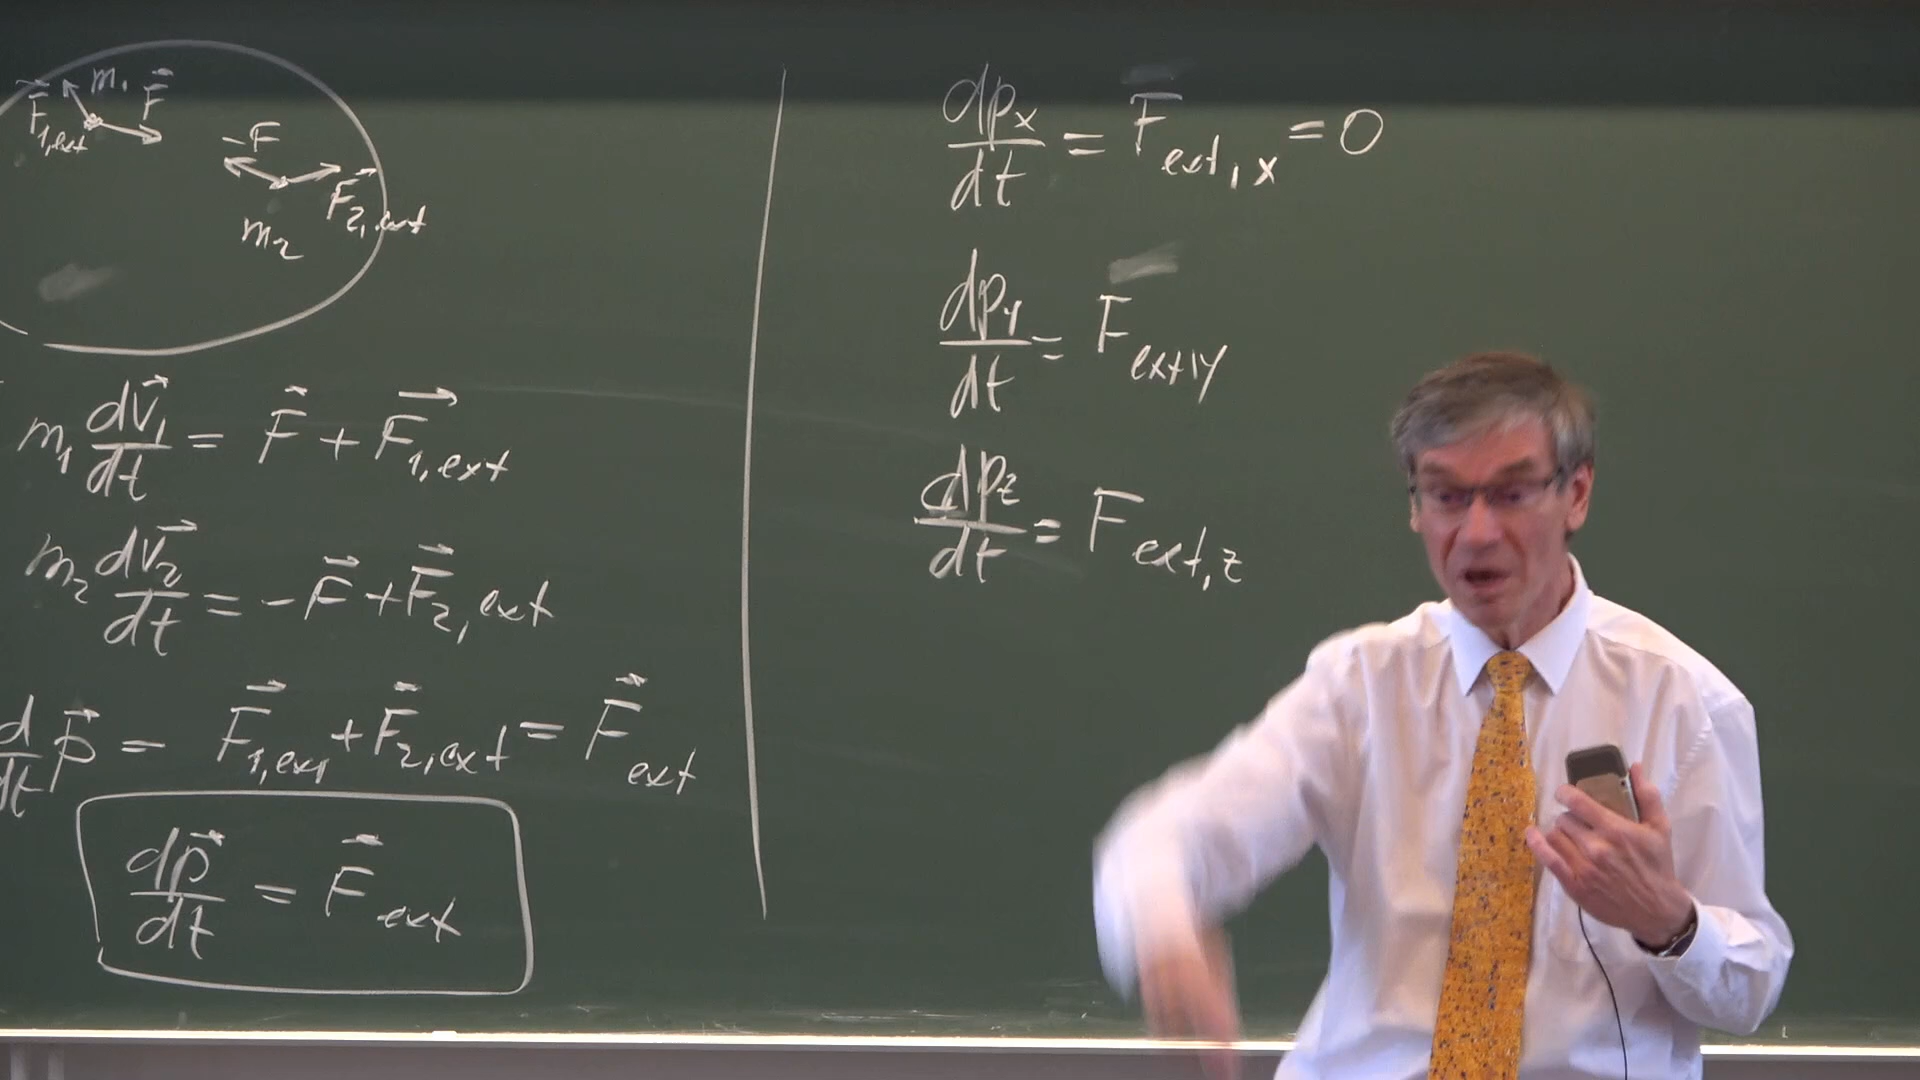 m₁ F⃗
F⃗₁,ext
-F
F⃗₂,ext
m₂
m₁ dv⃗₁/dt = F⃗ + F⃗₁,ext
m₂ dv⃗₂/dt = -F⃗ + F⃗₂,ext
d/dt p⃗ = F⃗₁,ext + F⃗₂,ext = F⃗ext
dp⃗/dt = F⃗ext
dpx/dt = Fext,x = 0
dpy/dt = Fext,y
dpz/dt = Fext,z